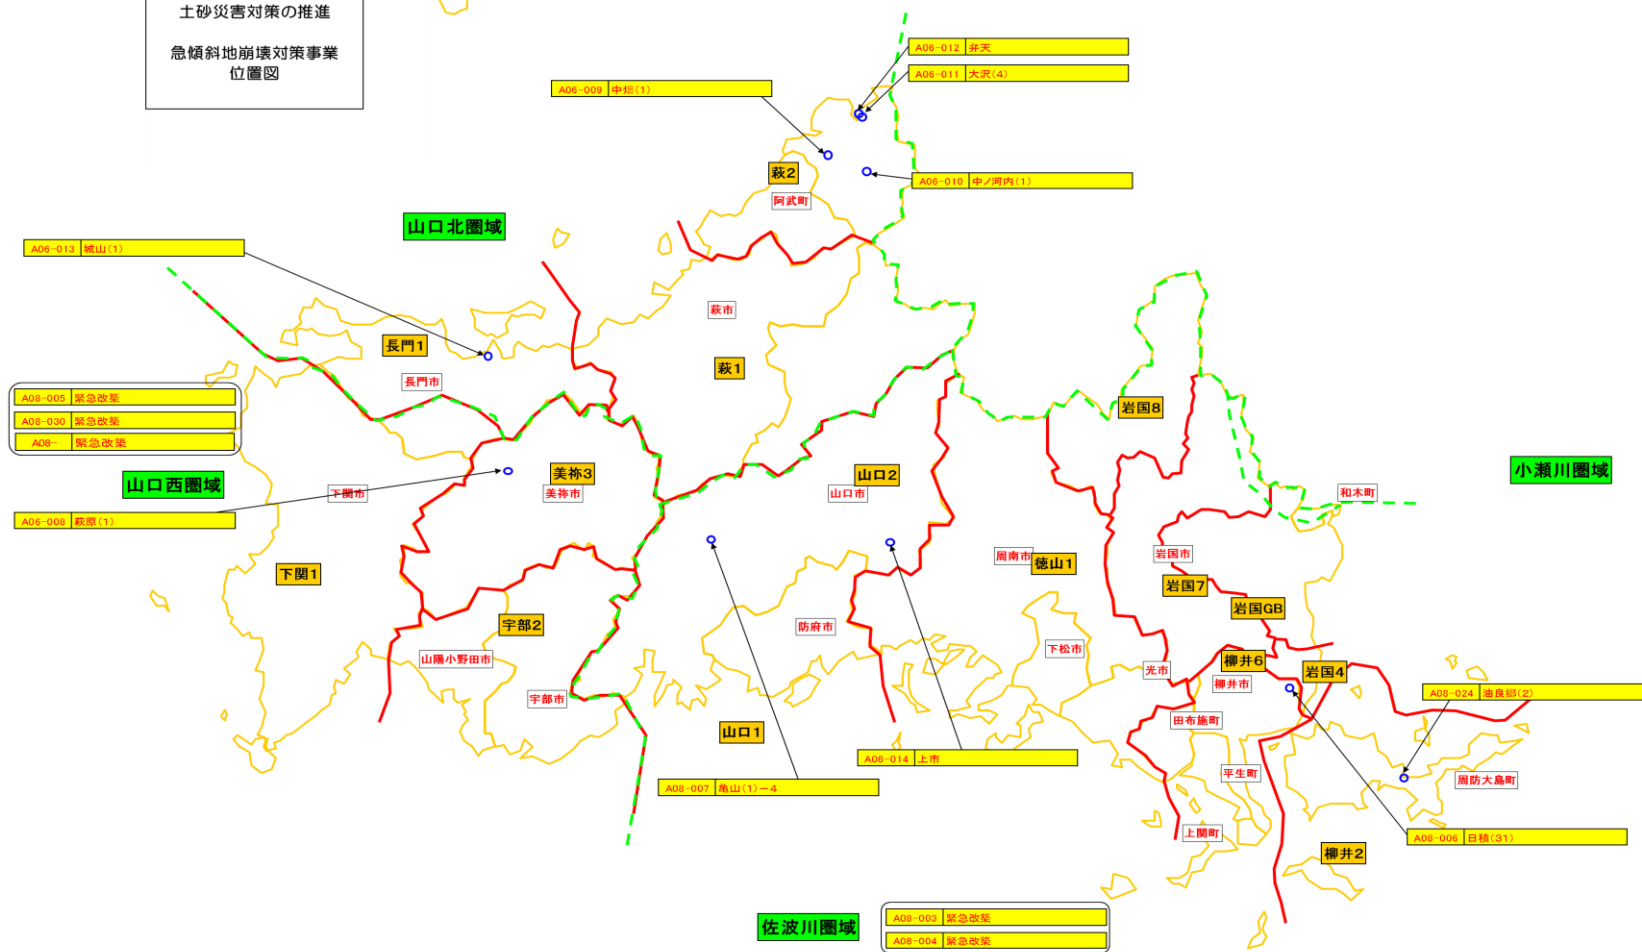 土砂災害対策の推進
急傾斜地崩壊対策事業
位置図
A06-012 弁天
A06-011 大沢(4)
A06-009 中畑(1)
A06-010 中ノ河内(1)
萩2
阿武町
山口北圏域
A06-013 城山(1)
萩市
長門1
長門市
萩1
A08-005 緊急改築
A08-030 緊急改築
A08- 緊急改築
岩国8
山口西圏域
下関市
美祢3
美祢市
山口2
山口市
小瀬川圏域
和木町
A06-008 萩原(1)
周南市
徳山1
岩国市
下関1
岩国7
岩国GB
宇部2
防府市
山陽小野田市
下松市
光市
柳井6
柳井市
岩国4
宇部市
A08-024 油良郷(2)
田布施町
山口1
A06-014 上市
平生町
周防大島町
A08-007 亀山(1)ー4
上関町
A08-006 日積(31)
柳井2
佐波川圏域
A08-003 緊急改築
A08-004 緊急改築